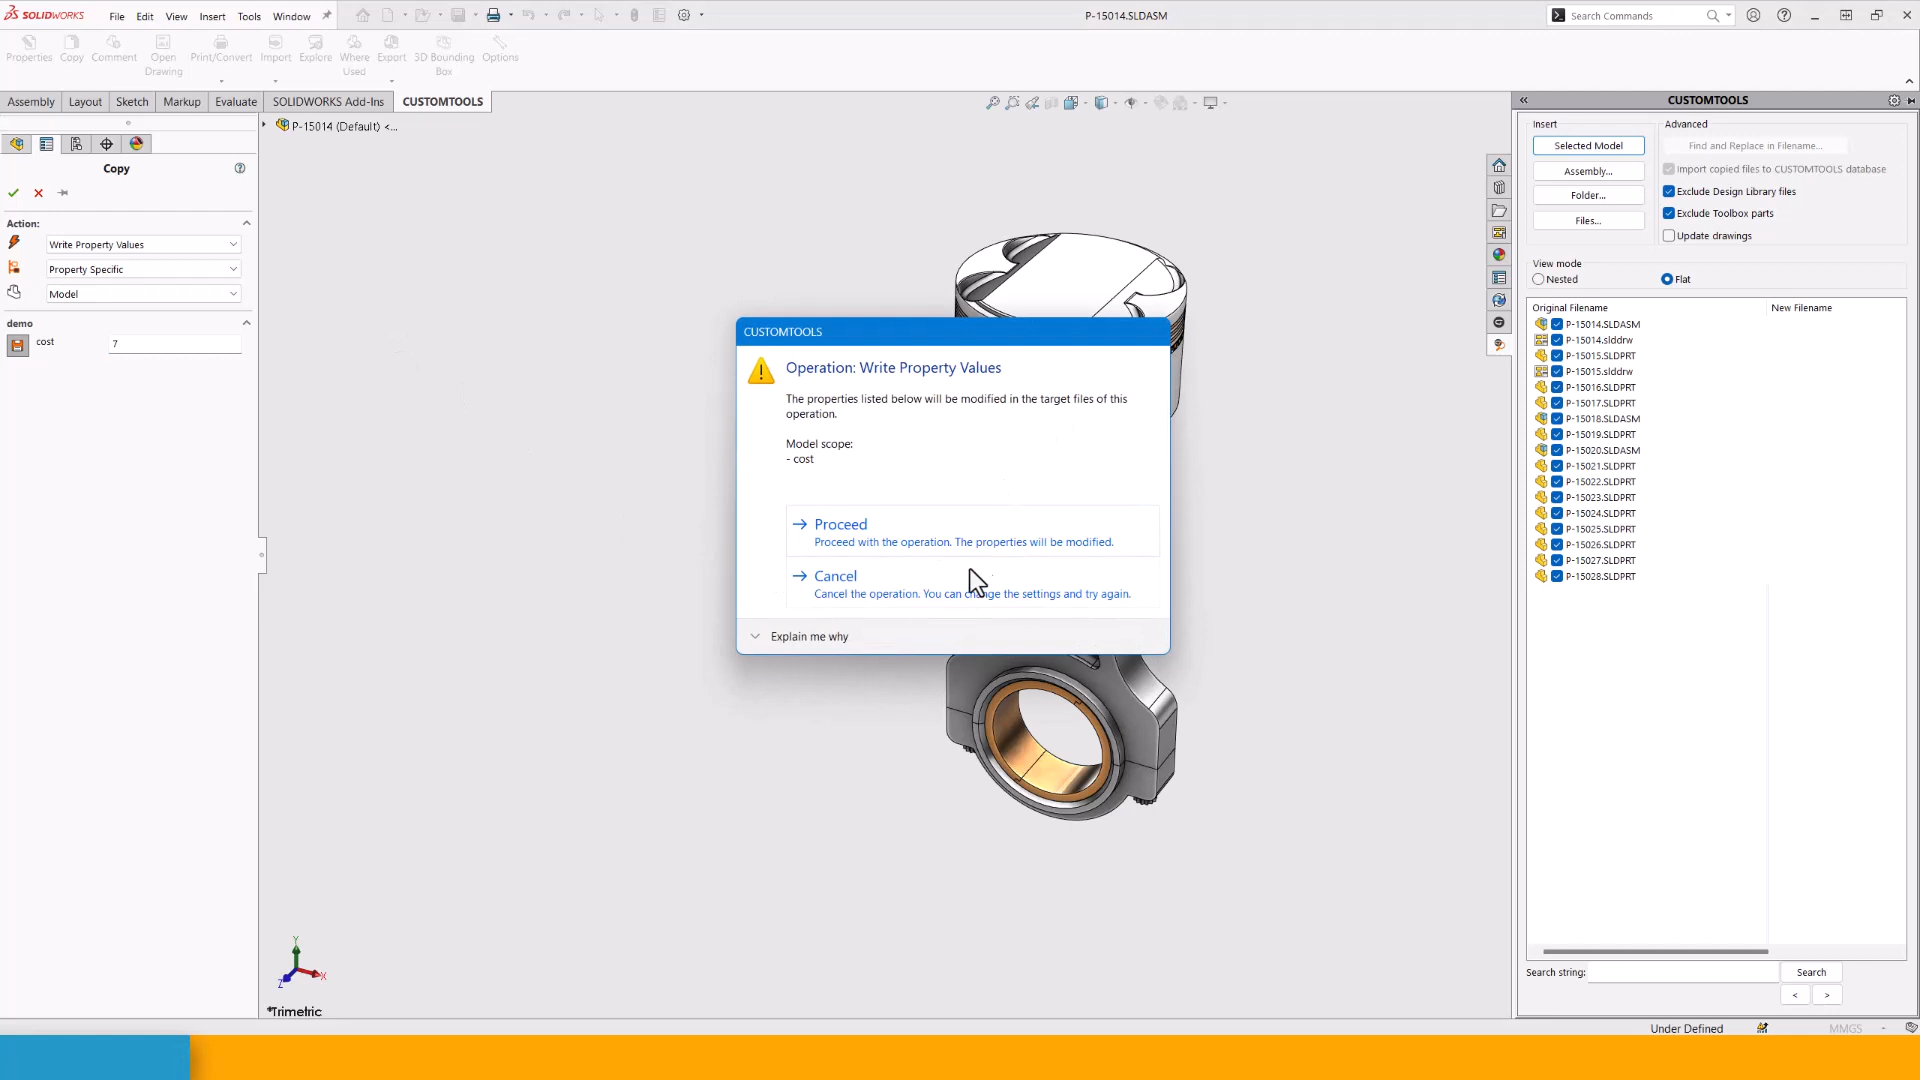 SOLIDWORKS File Edit View Insert Tools Window P-15014.SLDASM Search Commands
Properties Copy Comment Open Drawing Print/Convert Import Explore Where Used Export 3D Bounding Box Options
Assembly Layout Sketch Markup Evaluate SOLIDWORKS Add-Ins CUSTOMTOOLS
P-15014 (Default) <...
Copy
Action:
Write Property Values
Property Specific
Model
demo
cost 7
CUSTOMTOOLS
Operation: Write Property Values
The properties listed below will be modified in the target files of this
operation.
Model scope:
- cost
Proceed
Proceed with the operation. The properties will be modified.
Cancel
Cancel the operation. You can change the settings and try again.
Explain me why
CUSTOMTOOLS
Insert
Selected Model
Assembly...
Folder...
Files...
Advanced
Find and Replace in Filename...
Import copied files to CUSTOMTOOLS database
Exclude Design Library files
Exclude Toolbox parts
Update drawings
View mode
Nested Flat
Original Filename New Filename
P-15014.SLDASM
P-15014.slddrw
P-15015.SLDPRT
P-15015.slddrw
P-15016.SLDPRT
P-15017.SLDPRT
P-15018.SLDASM
P-15019.SLDPRT
P-15020.SLDASM
P-15021.SLDPRT
P-15022.SLDPRT
P-15023.SLDPRT
P-15024.SLDPRT
P-15025.SLDPRT
P-15026.SLDPRT
P-15027.SLDPRT
P-15028.SLDPRT
Search string: Search
< >
Y
X
Z
*Trimetric
Under Defined MMGS